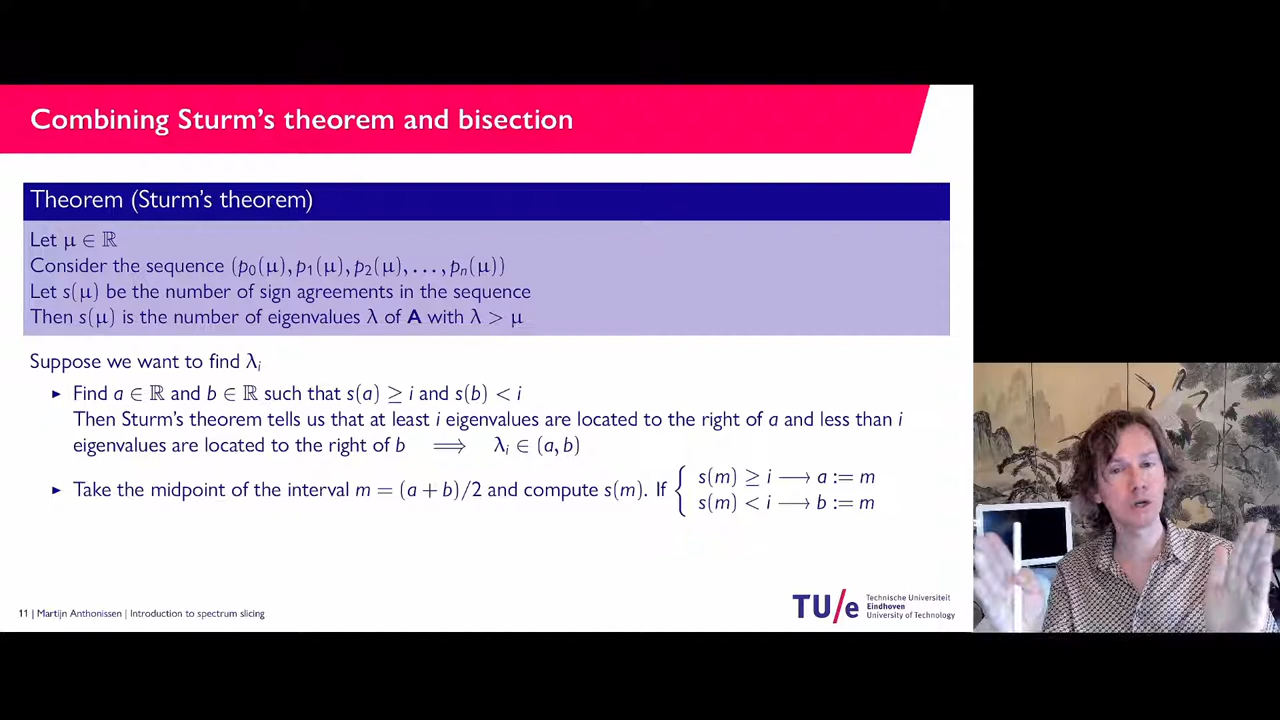 Combining Sturm's theorem and bisection
Theorem (Sturm's theorem)
Let μ ∈ ℝ
Consider the sequence (p₀(μ), p₁(μ), p₂(μ), ..., pₙ(μ))
Let s(μ) be the number of sign agreements in the sequence
Then s(μ) is the number of eigenvalues λ of A with λ > μ
Suppose we want to find λᵢ
▸ Find a ∈ ℝ and b ∈ ℝ such that s(a) ≥ i and s(b) < i
Then Sturm's theorem tells us that at least i eigenvalues are located to the right of a and less than i
eigenvalues are located to the right of b ⟹ λᵢ ∈ (a, b)
▸ Take the midpoint of the interval m = (a + b)/2 and compute s(m). If { s(m) ≥ i ⟶ a := m
s(m) < i ⟶ b := m
11 | Martijn Anthonissen | Introduction to spectrum slicing
TU/e
Technische Universiteit
Eindhoven
University of Technology